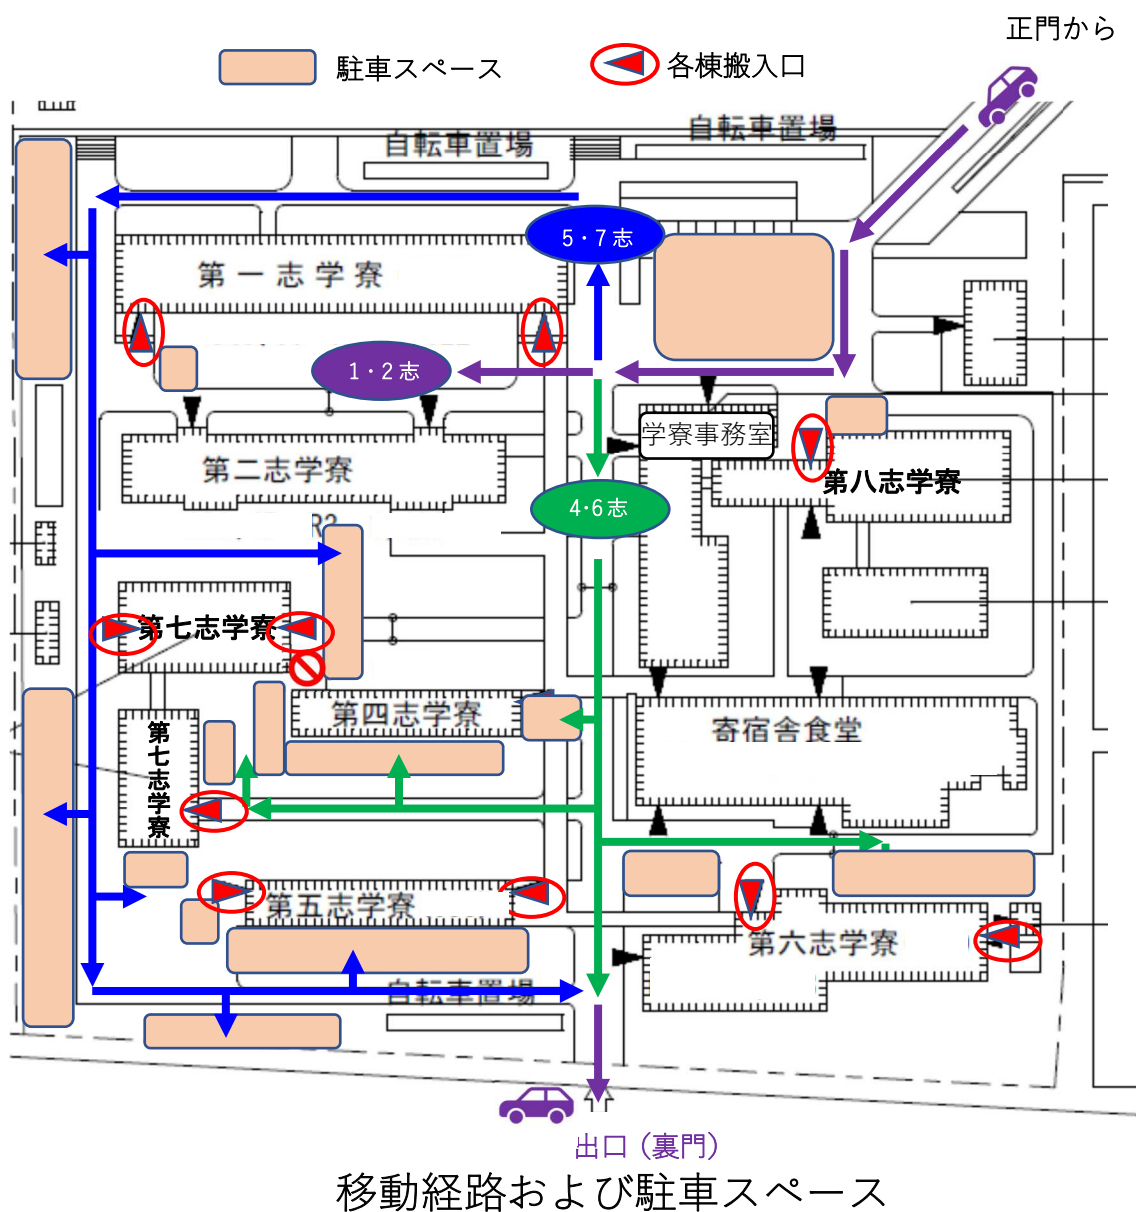 正門から
駐車スペース
各棟搬入口
自転車置場
自転車置場
5・7志
第一志学寮
1・2志
学寮事務室
第二志学寮
第八志学寮
4・6志
R2
第七志学寮
第四志学寮
第七志学寮
寄宿舎食堂
第五志学寮
第六志学寮
自転車置場
出口（裏門）
移動経路および駐車スペース